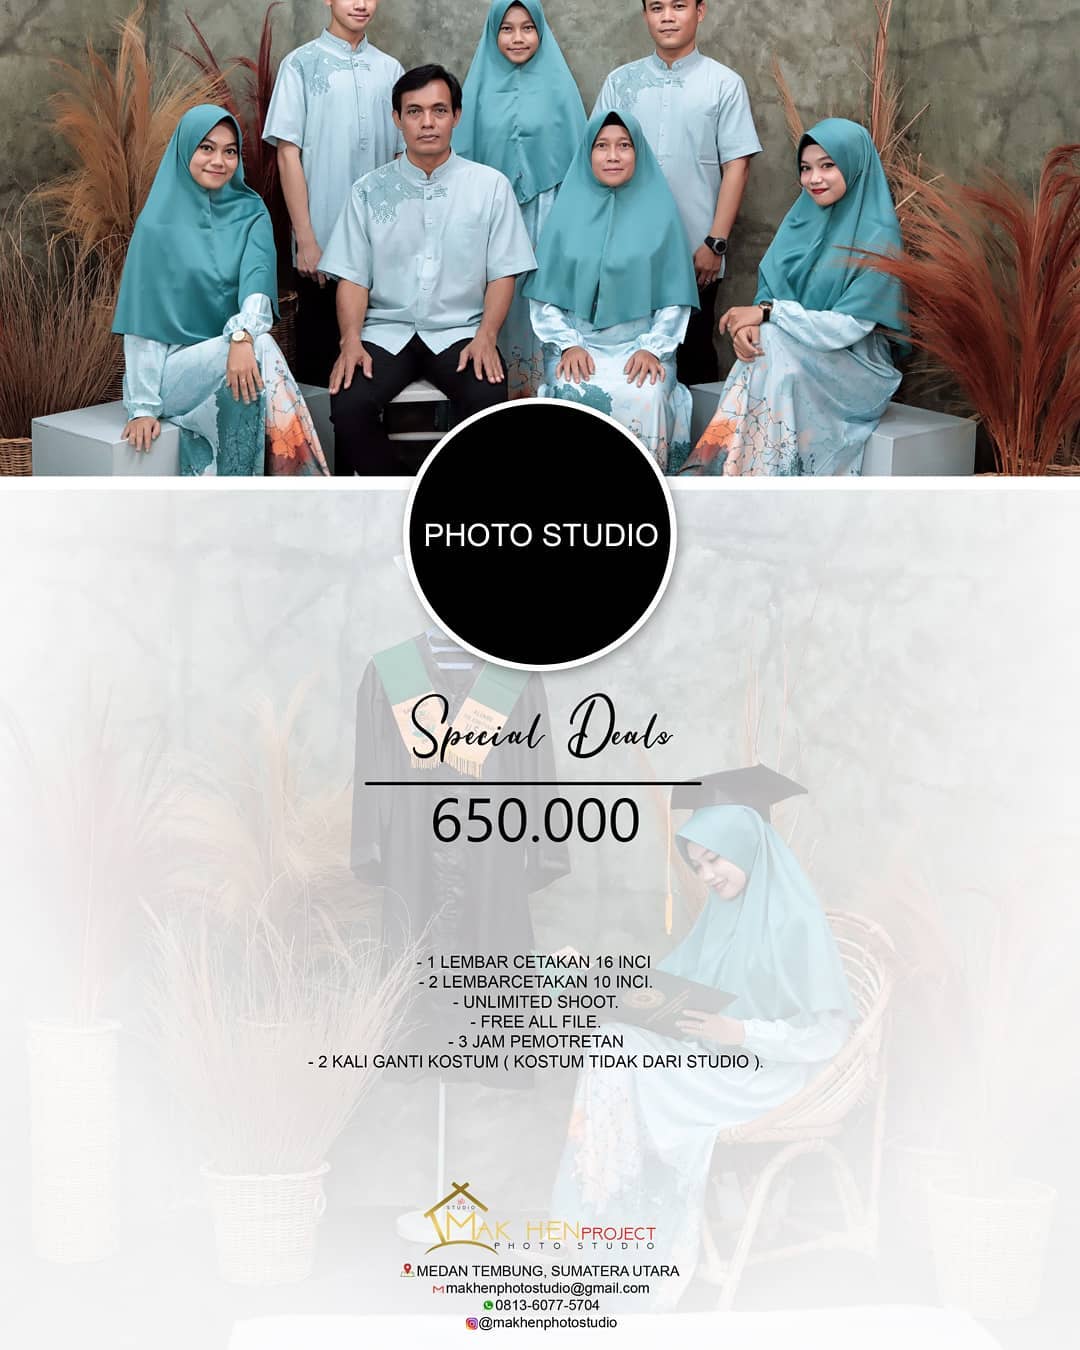 PHOTO STUDIO
Special Deals
650.000
- 1 LEMBAR CETAKAN 16 INCI
- 2 LEMBARCETAKAN 10 INCI.
- UNLIMITED SHOOT.
- FREE ALL FILE.
- 3 JAM PEMOTRETAN
- 2 KALI GANTI KOSTUM ( KOSTUM TIDAK DARI STUDIO ).
STUDIO
MAK HENPROJECT
PHOTO STUDIO
MEDAN TEMBUNG, SUMATERA UTARA
makhenphotostudio@gmail.com
0813-6077-5704
@makhenphotostudio